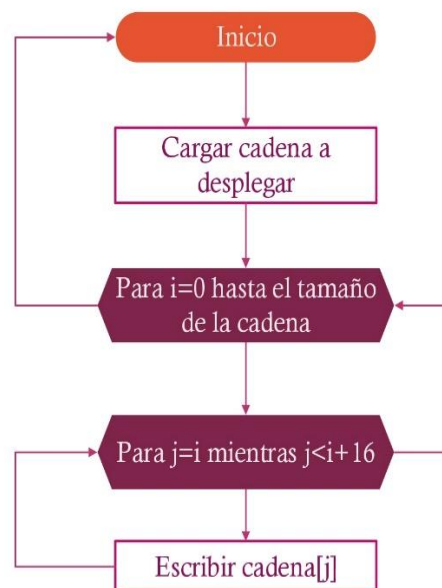 Inicio
Cargar cadena a
desplegar
Para i=0 hasta el tamaño
de la cadena
Para j=i mientras j<i+16
Escribir cadena[j]